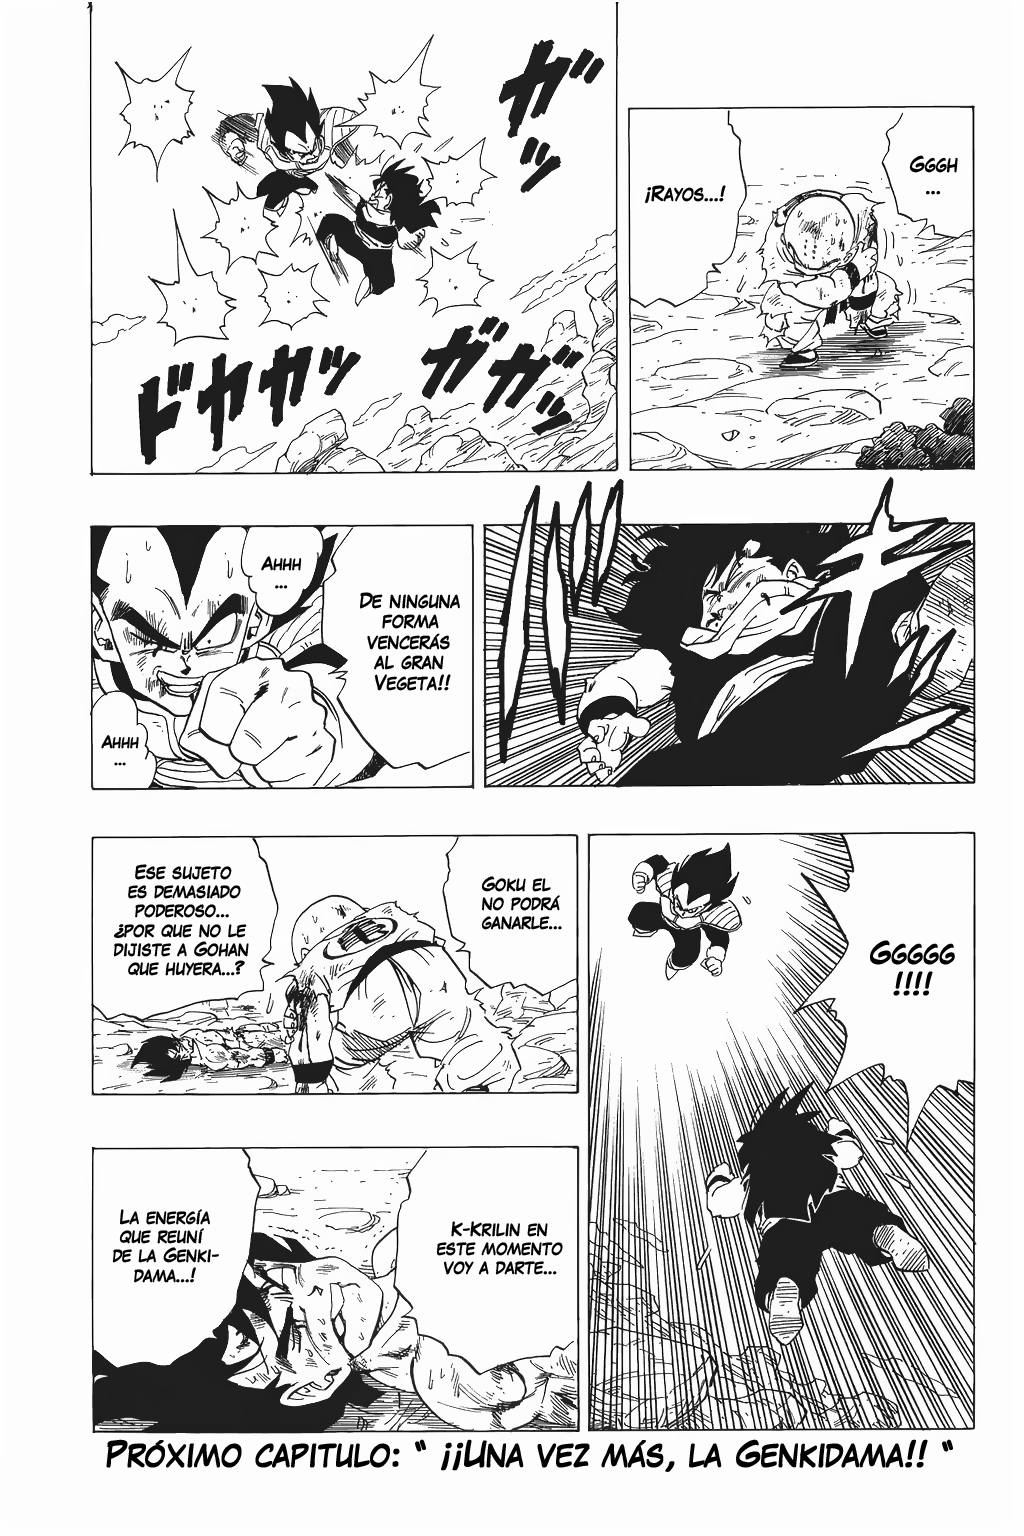 Gggh
...
¡Rayos...!
ガッ
ガガッ
ドヤカッ
De ninguna
forma
vencerás
al gran
Vegeta!!
Ahhh
...
Ahhh
...
Goku el
no podrá
ganarle...
Ese sujeto
es demasiado
poderoso...
¿por que no le
dijiste a Gohan
que huyera...?
Ggggg
!!!!
K-Krilin en
este momento
voy a darte...
La energía
que reuní
de la Genki-
dama...!
Próximo capitulo: " ¡¡Una vez más, la Genkidama!! "